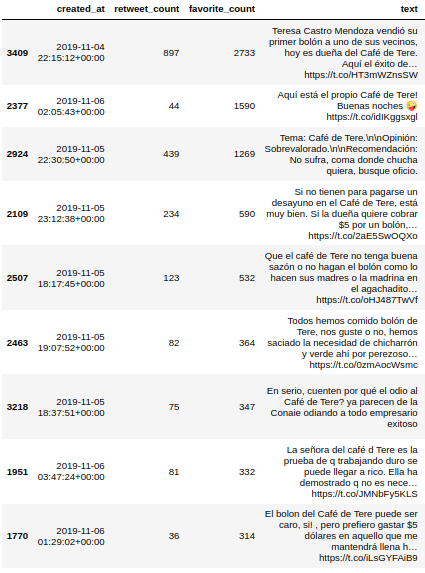 created_at retweet_count favorite_count text
Teresa Castro Mendoza vendió su
primer bolón a uno de sus vecinos,
3409 2019-11-04 22:15:12+00:00 897 2733 hoy es dueña del Café de Tere.
Aquí el éxito de…
https://t.co/HT3mWZnsSW
Aquí está el propio Café de Tere!
2377 2019-11-06 02:05:43+00:00 44 1590 Buenas noches 🤪
https://t.co/idIKggsxgl
Tema: Café de Tere.\n\nOpinión:
2924 2019-11-05 22:30:50+00:00 439 1269 Sobrevalorado.\n\nRecomendación:
No sufra, coma donde chucha
quiera, busque oficio.
Si no tienen para pagarse un
desayuno en el Café de Tere, está
2109 2019-11-05 23:12:38+00:00 234 590 muy bien. Si la dueña quiere cobrar
$5 por un bolón,…
https://t.co/2aE5SwOQXo
Que el café de Tere no tenga buena
sazón o no hagan el bolón como lo
2507 2019-11-05 18:17:45+00:00 123 532 hacen sus madres o la madrina en
el agachadito…
https://t.co/oHJ487TwVf
Todos hemos comido bolón de
Tere, nos guste o no, hemos
2463 2019-11-05 19:07:52+00:00 82 364 saciado la necesidad de chicharrón
y verde ahí por perezoso…
https://t.co/0zmAocWsmc
En serio, cuenten por qué el odio al
3218 2019-11-05 18:37:51+00:00 75 347 Café de Tere? ya parecen de la
Conaie odiando a todo empresario
exitoso
La señora del café d Tere es la
prueba de q trabajando duro se
1951 2019-11-06 03:47:24+00:00 81 332 puede llegar a rico. Ella ha
demostrado q no es nece…
https://t.co/JMNbFy5KLS
El bolon del Café de Tere puede ser
caro, si! , pero prefiero gastar $5
1770 2019-11-06 01:29:02+00:00 36 314 dólares en aquello que me
mantendrá llena h…
https://t.co/iLsGYFAiB9